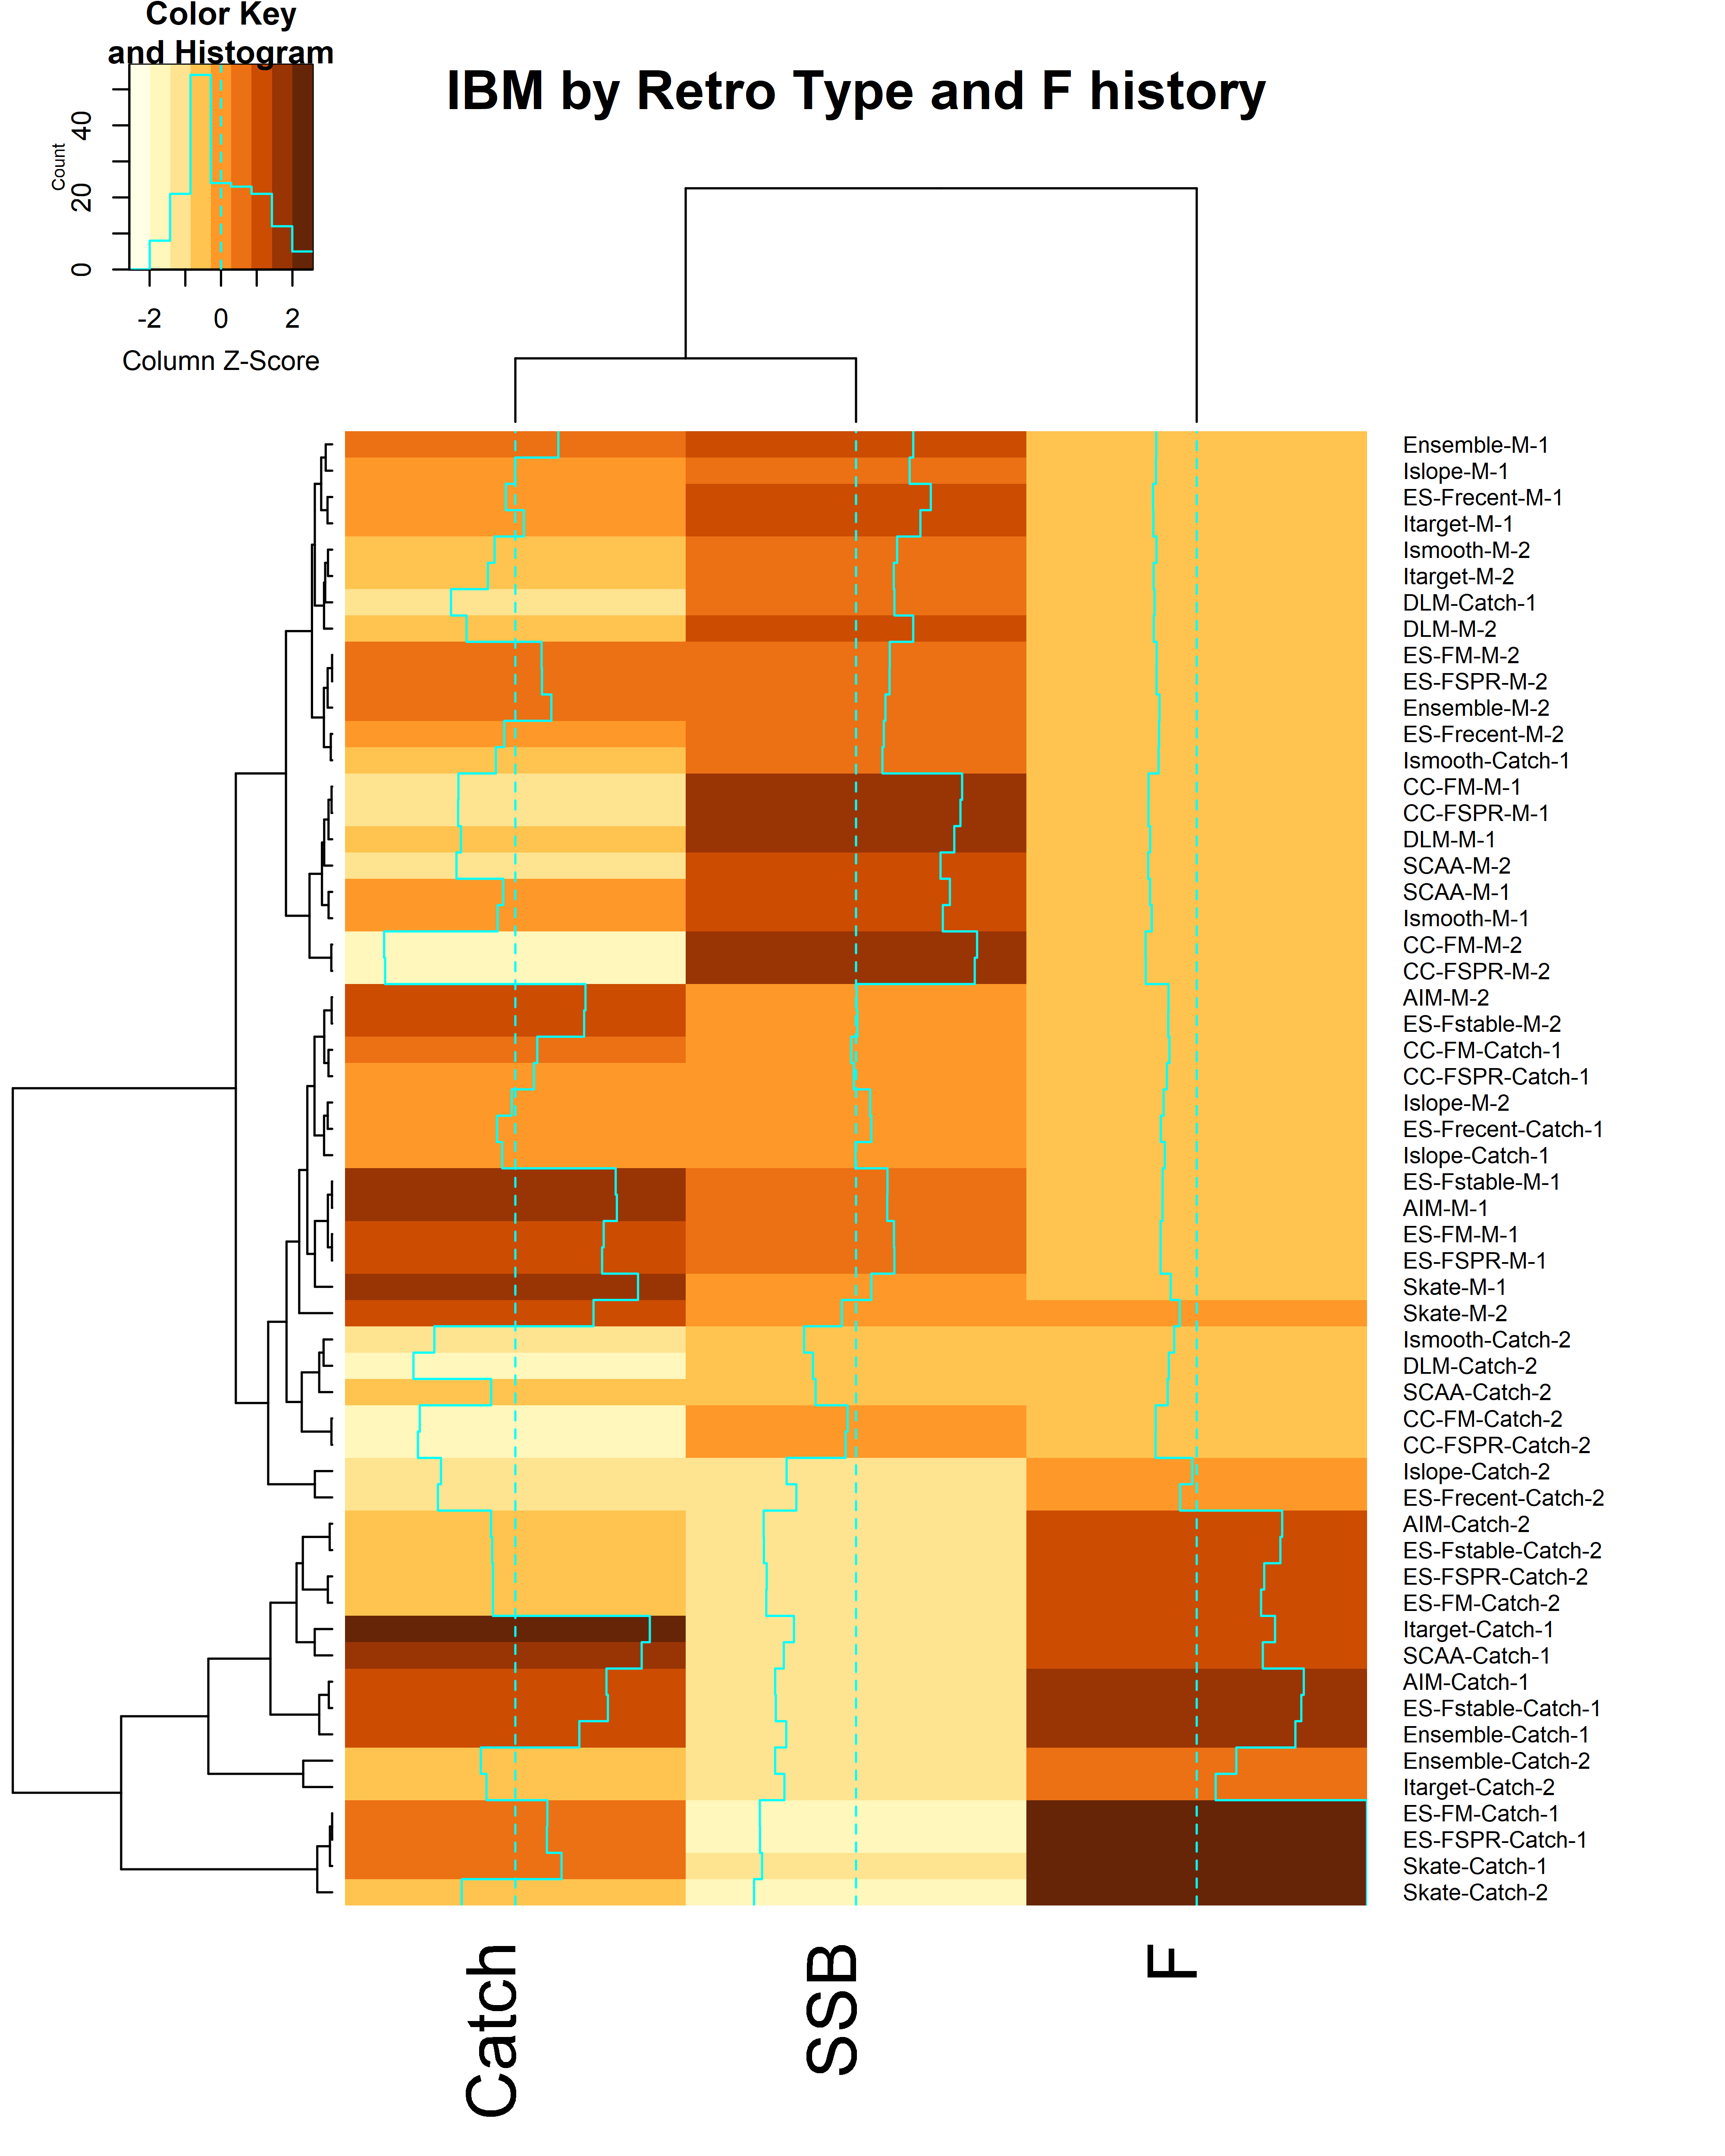 Color Key
and Histogram
IBM by Retro Type and F history
Count
0
20
40
-2
0
2
Column Z-Score
Ensemble-M-1
Islope-M-1
ES-Frecent-M-1
Itarget-M-1
Ismooth-M-2
Itarget-M-2
DLM-Catch-1
DLM-M-2
ES-FM-M-2
ES-FSPR-M-2
Ensemble-M-2
ES-Frecent-M-2
Ismooth-Catch-1
CC-FM-M-1
CC-FSPR-M-1
DLM-M-1
SCAA-M-2
SCAA-M-1
Ismooth-M-1
CC-FM-M-2
CC-FSPR-M-2
AIM-M-2
ES-Fstable-M-2
CC-FM-Catch-1
CC-FSPR-Catch-1
Islope-M-2
ES-Frecent-Catch-1
Islope-Catch-1
ES-Fstable-M-1
AIM-M-1
ES-FM-M-1
ES-FSPR-M-1
Skate-M-1
Skate-M-2
Ismooth-Catch-2
DLM-Catch-2
SCAA-Catch-2
CC-FM-Catch-2
CC-FSPR-Catch-2
Islope-Catch-2
ES-Frecent-Catch-2
AIM-Catch-2
ES-Fstable-Catch-2
ES-FSPR-Catch-2
ES-FM-Catch-2
Itarget-Catch-1
SCAA-Catch-1
AIM-Catch-1
ES-Fstable-Catch-1
Ensemble-Catch-1
Ensemble-Catch-2
Itarget-Catch-2
ES-FM-Catch-1
ES-FSPR-Catch-1
Skate-Catch-1
Skate-Catch-2
Catch
SSB
F